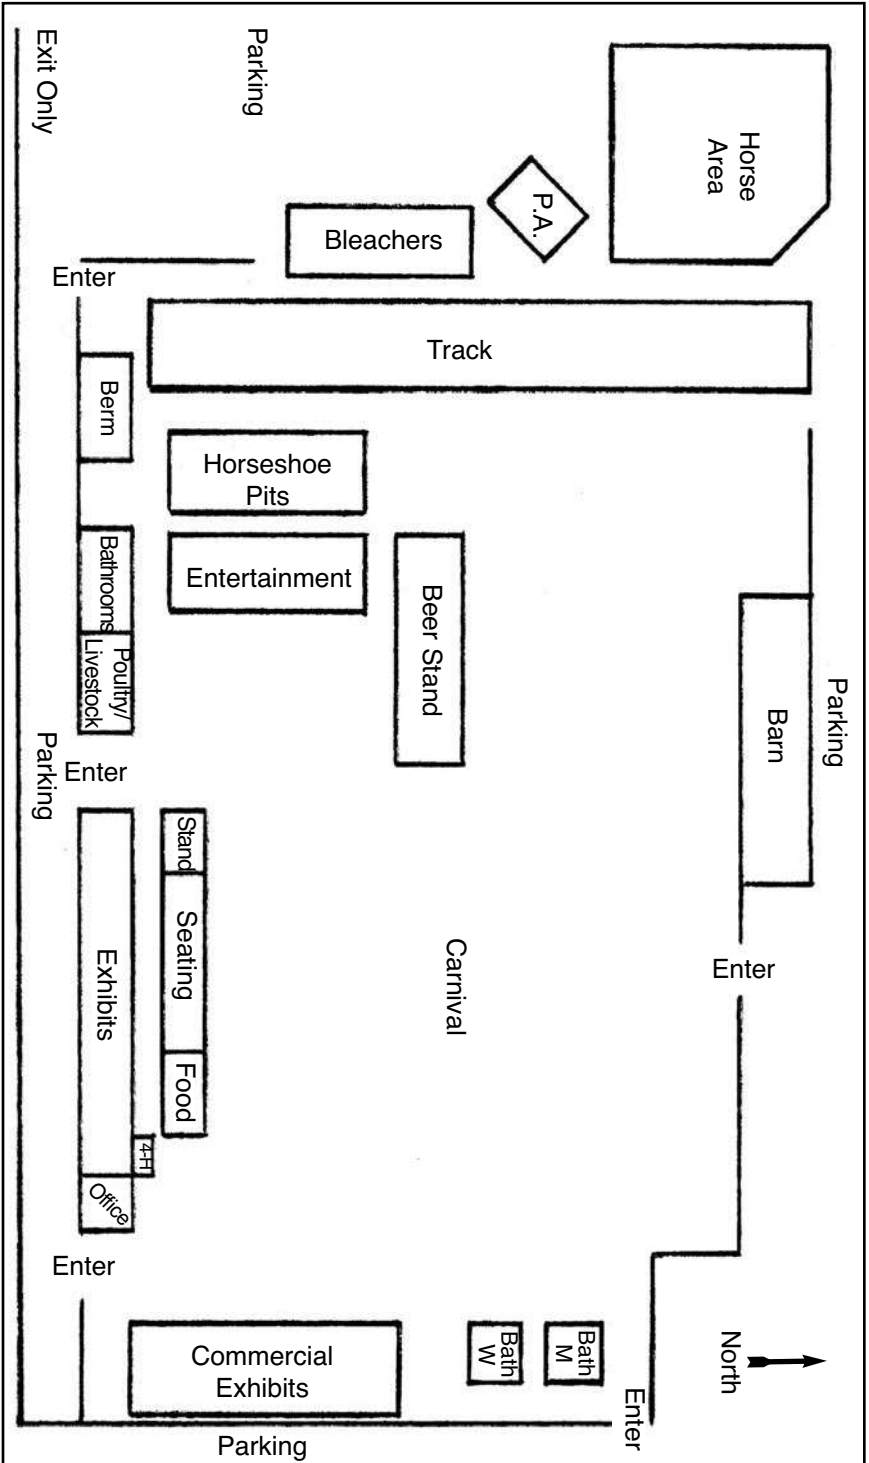 Exit Only
Parking
Horse
Area
P.A.
Bleachers
Enter
Track
Berm
Horseshoe
Pits
Bathrooms
Entertainment
Beer Stand
Poultry/
Livestock
Barn
Parking
Parking
Enter
Stand
Seating
Food
Exhibits
4-H
Office
Carnival
Enter
Enter
Commercial
Exhibits
Bath
W
Bath
M
North
Enter
Parking